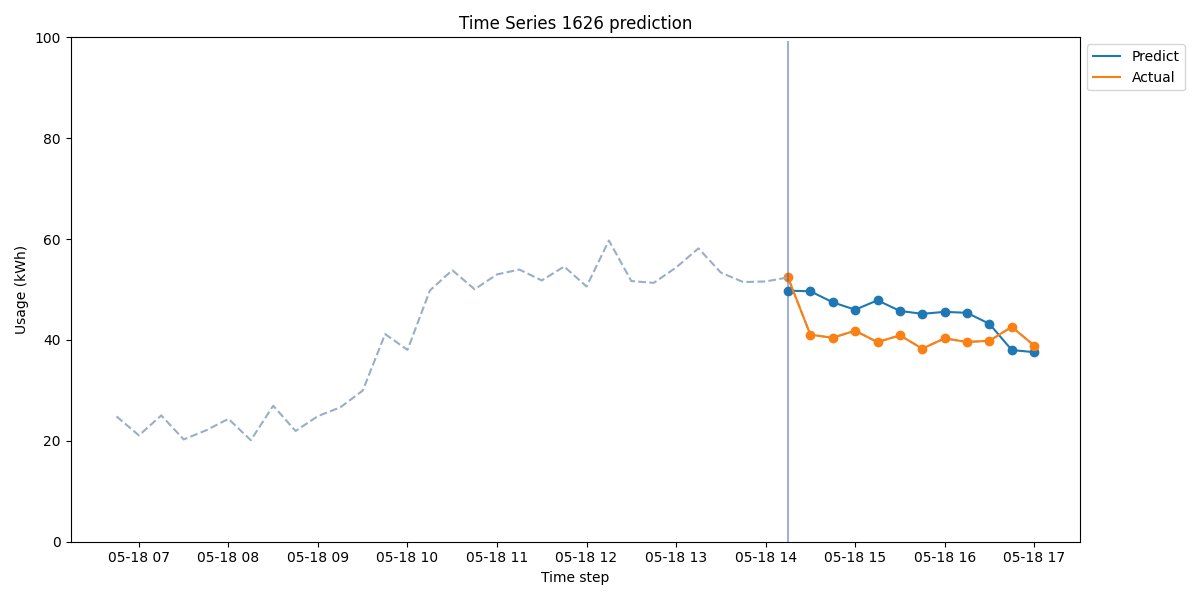 Time Series 1626 prediction
Predict
Actual
Usage (kWh)
100
80
60
40
20
0
05-18 07 05-18 08 05-18 09 05-18 10 05-18 11 05-18 12 05-18 13 05-18 14 05-18 15 05-18 16 05-18 17
Time step